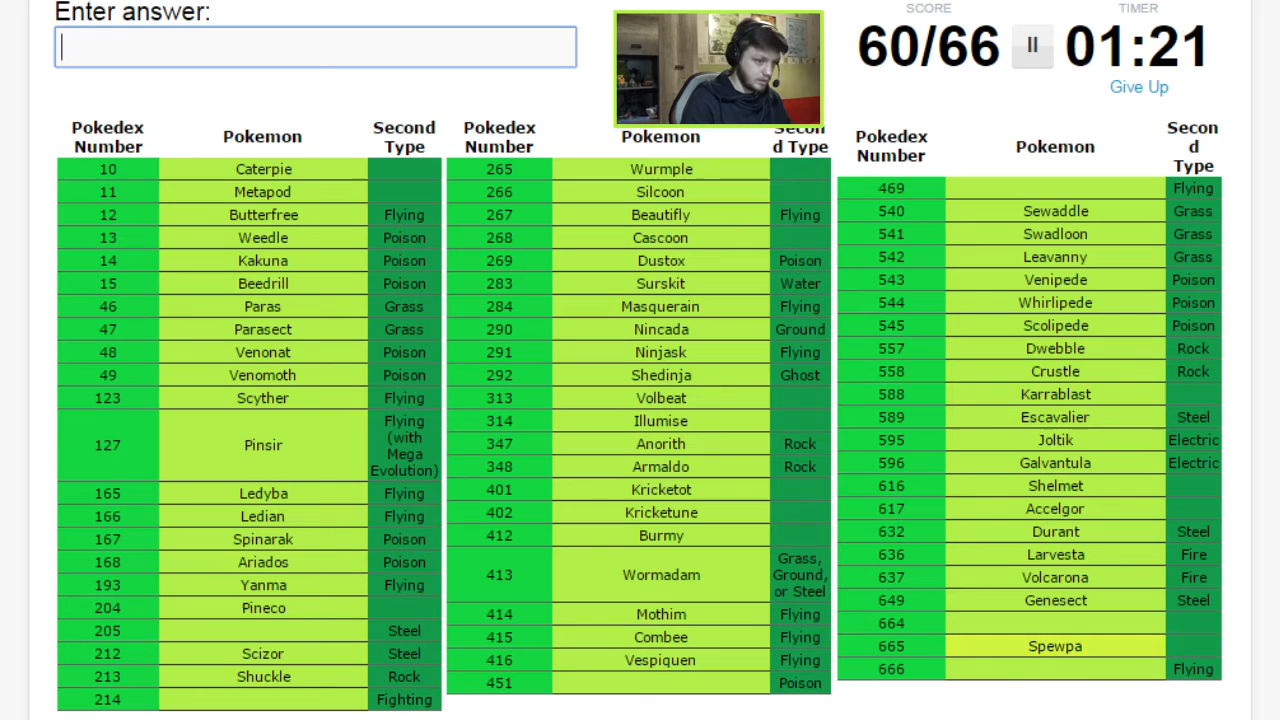 Enter answer:
SCORE
TIMER
60/66
01:21
Give Up
Pokedex Number Pokemon Second Type
10 Caterpie
11 Metapod
12 Butterfree Flying
13 Weedle Poison
14 Kakuna Poison
15 Beedrill Poison
46 Paras Grass
47 Parasect Grass
48 Venonat Poison
49 Venomoth Poison
123 Scyther Flying
127 Pinsir Flying (with Mega Evolution)
165 Ledyba Flying
166 Ledian Flying
167 Spinarak Poison
168 Ariados Poison
193 Yanma Flying
204 Pineco
205 Steel
212 Scizor Steel
213 Shuckle Rock
214 Fighting
Pokedex Number Pokemon Second Type
265 Wurmple
266 Silcoon
267 Beautifly Flying
268 Cascoon
269 Dustox Poison
283 Surskit Water
284 Masquerain Flying
290 Nincada Ground
291 Ninjask Flying
292 Shedinja Ghost
313 Volbeat
314 Illumise
347 Anorith Rock
348 Armaldo Rock
401 Kricketot
402 Kricketune
412 Burmy
413 Wormadam Grass, Ground, or Steel
414 Mothim Flying
415 Combee Flying
416 Vespiquen Flying
451 Poison
Pokedex Number Pokemon Secon d Type
469 Flying
540 Sewaddle Grass
541 Swadloon Grass
542 Leavanny Grass
543 Venipede Poison
544 Whirlipede Poison
545 Scolipede Poison
557 Dwebble Rock
558 Crustle Rock
588 Karrablast
589 Escavalier Steel
595 Joltik Electric
596 Galvantula Electric
616 Shelmet
617 Accelgor
632 Durant Steel
636 Larvesta Fire
637 Volcarona Fire
649 Genesect Steel
664
665 Spewpa
666 Flying